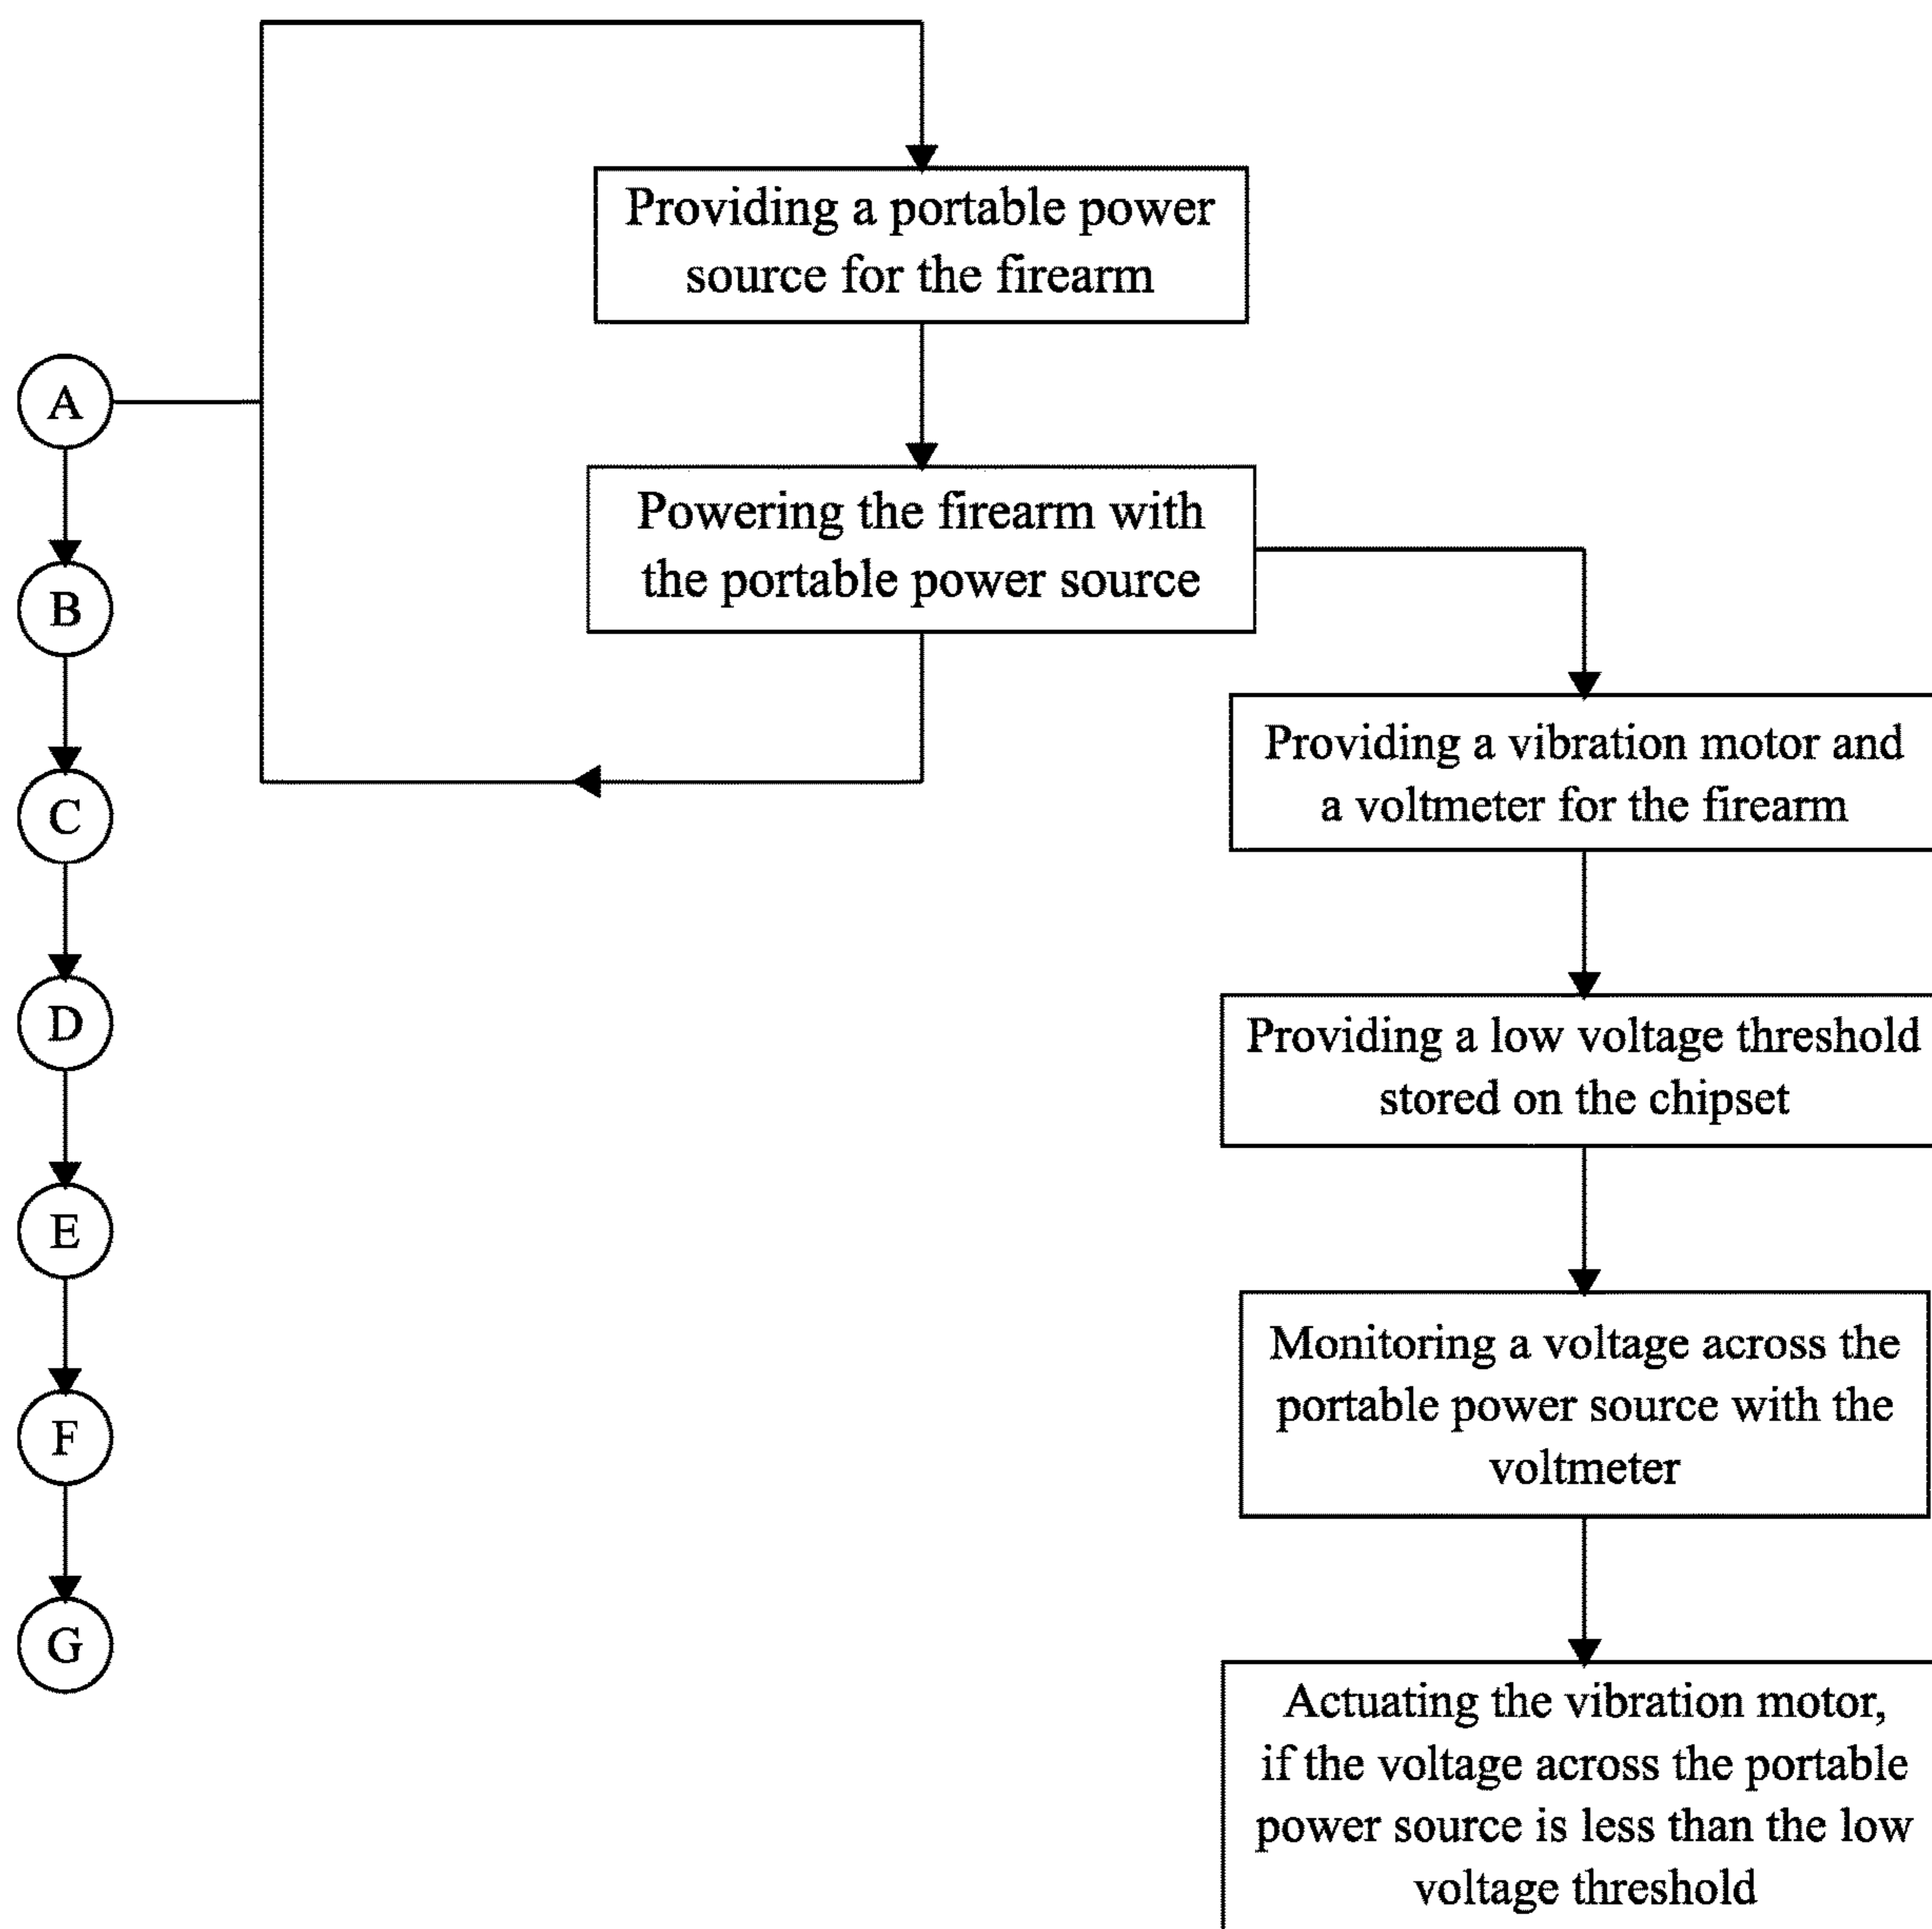 Providing a portable power
source for the firearm
A
Powering the firearm with
the portable power source
B
Providing a vibration motor and
a voltmeter for the firearm
C
Providing a low voltage threshold
stored on the chipset
D
E
Monitoring a voltage across the
portable power source with the
voltmeter
F
G
Actuating the vibration motor,
if the voltage across the portable
power source is less than the low
voltage threshold